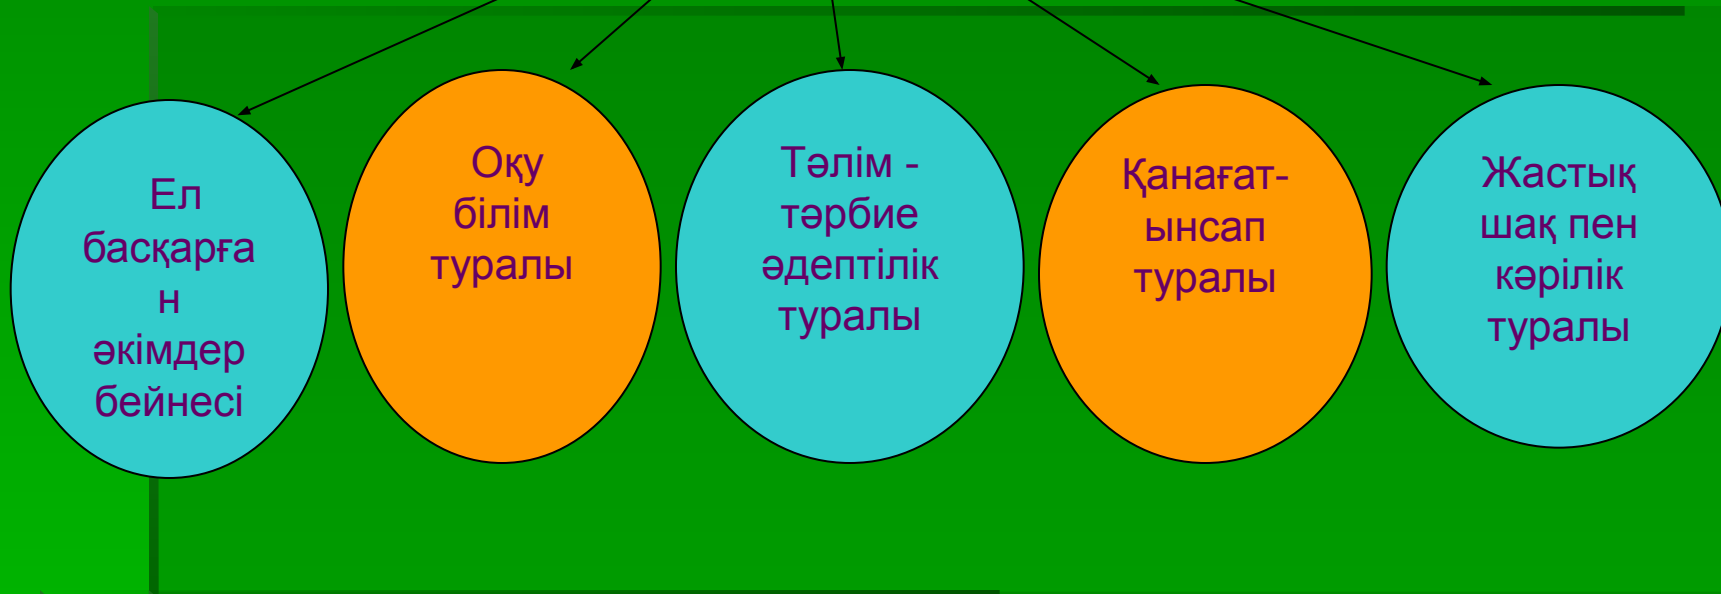 Ел
басқарға
н
әкімдер
бейнесі
Оқу
білім
туралы
Тәлім -
тәрбие
әдептілік
туралы
Қанағат-
ынсап
туралы
Жастық
шақ пен
кәрілік
туралы